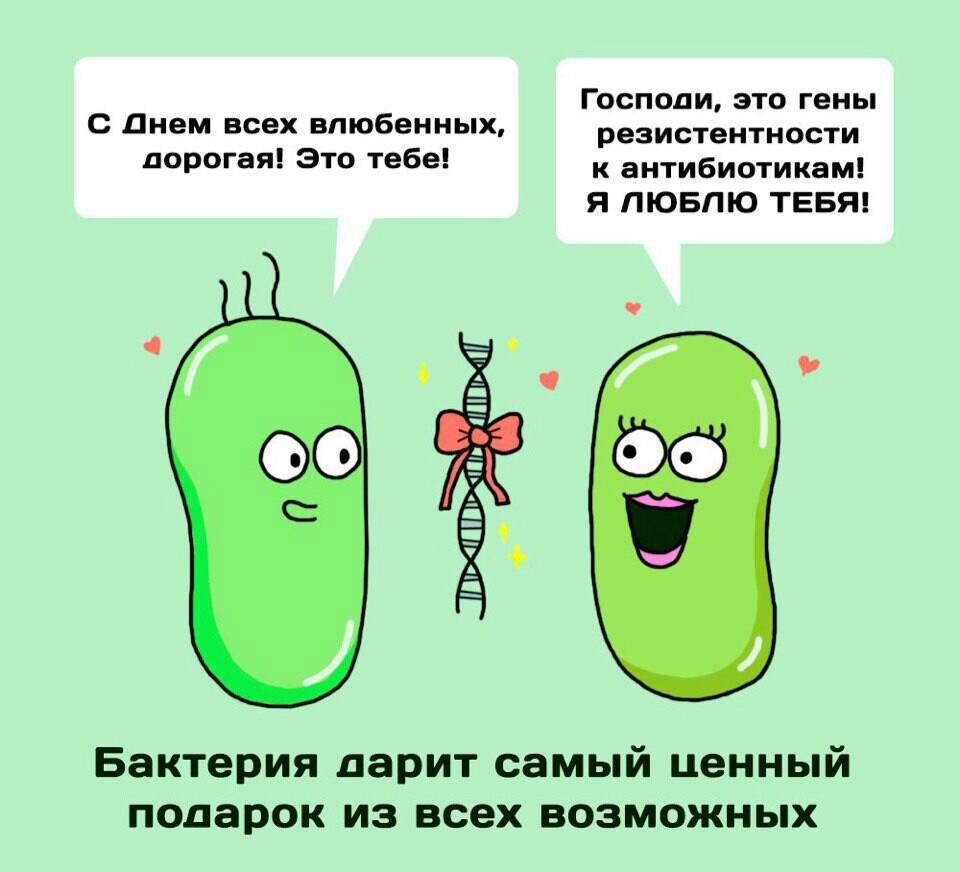 С Днем всех влюбенных,
дорогая! Это тебе!
Господи, это гены
резистентности
к антибиотикам!
Я ЛЮБЛЮ ТЕБЯ!
Бактерия дарит самый ценный
подарок из всех возможных